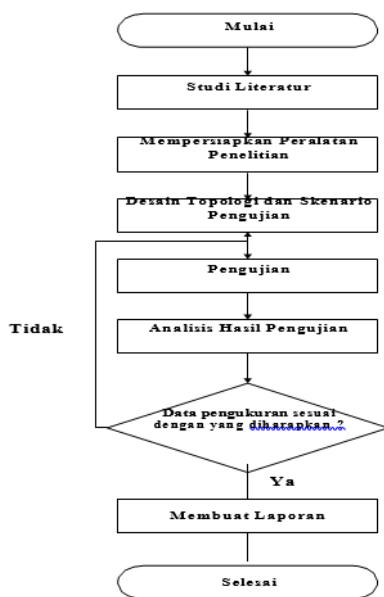 Mulai
Studi Literatur
Mempersiapkan Peralatan
Penelitian
Desain Topologi dan Skenario
Pengujian
Pengujian
Tidak
Analisis Hasil Pengujian
Data pengukuran sesuai
dengan yang diharapkan ?
Ya
Membuat Laporan
Selesai